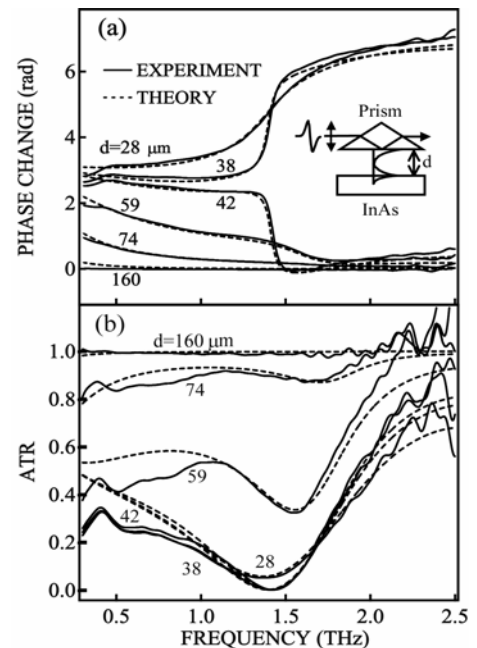 (a)
EXPERIMENT
THEORY
PHASE CHANGE (rad)
6
4
2
0
d=28 μm
38
42
59
74
160
Prism
d
InAs
(b)
d=160 μm
74
59
42
38
28
ATR
1.0
0.8
0.6
0.4
0.2
0.0
0.5
1.0
1.5
2.0
2.5
FREQUENCY (THz)